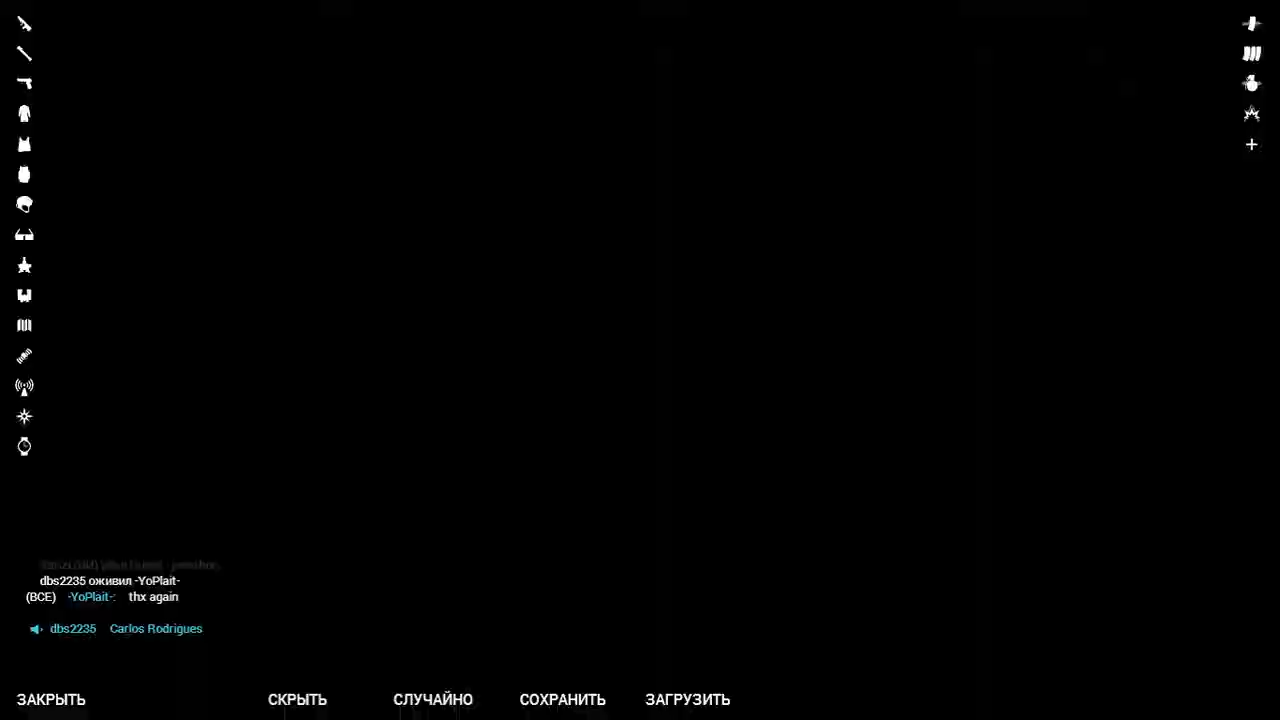 dbs2235 оживил -YoPlait-
(ВСЕ) -YoPlait-: thx again
dbs2235 Carlos Rodrigues
ЗАКРЫТЬ СКРЫТЬ СЛУЧАЙНО СОХРАНИТЬ ЗАГРУЗИТЬ